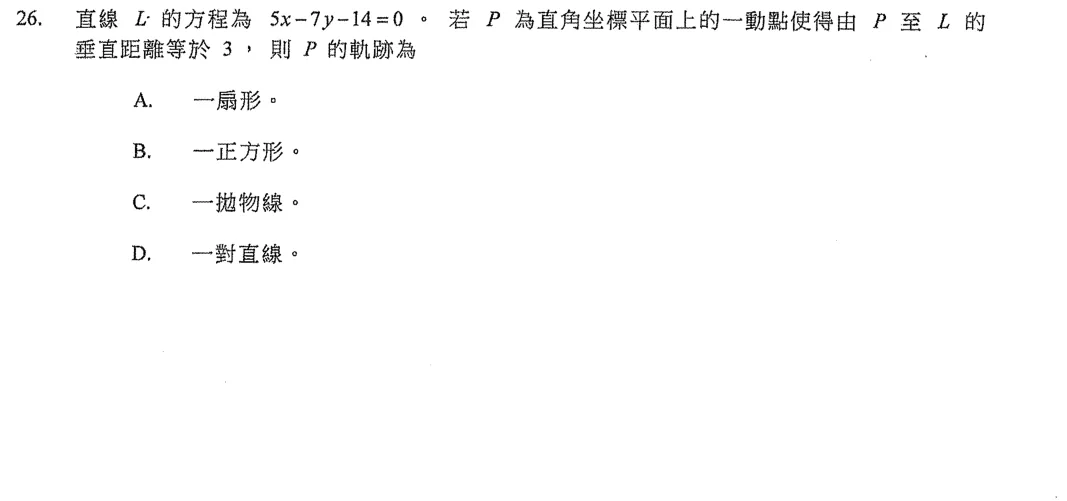 26. 直線 L 的方程為 5x−7y−14=0 。 若 P 為直角坐標平面上的一動點使得由 P 至 L 的
垂直距離等於 3 , 則 P 的軌跡為
A. 一扇形。
B. 一正方形。
C. 一拋物線。
D. 一對直線。